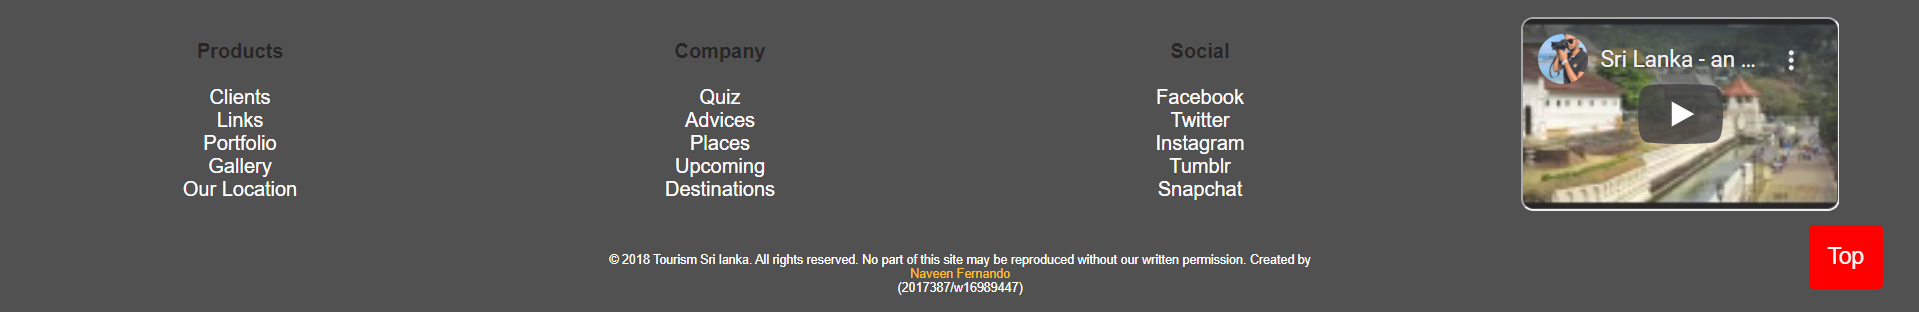 Products
Clients
Links
Portfolio
Gallery
Our Location
Company
Quiz
Advices
Places
Upcoming
Destinations
Social
Facebook
Twitter
Instagram
Tumblr
Snapchat
Sri Lanka - an ...
© 2018 Tourism Sri lanka. All rights reserved. No part of this site may be reproduced without our written permission. Created by
Naveen Fernando
(2017387/w16989447)
Top